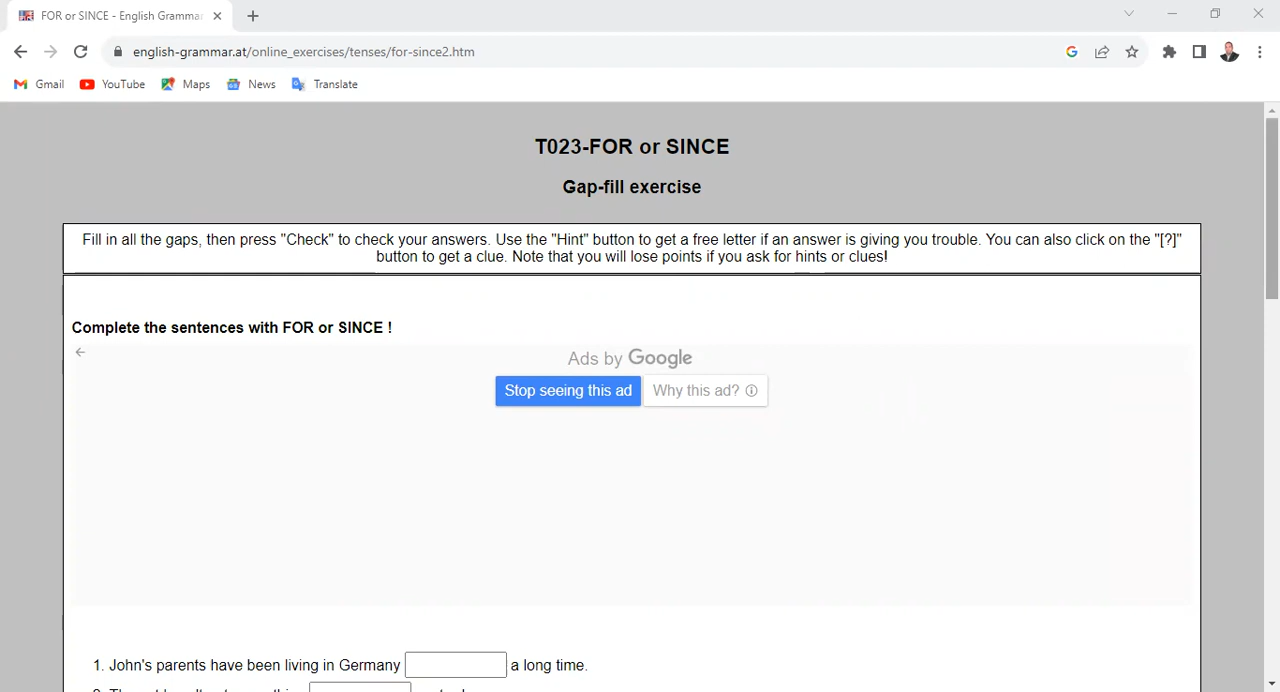 FOR or SINCE - English Grammar
english-grammar.at/online_exercises/tenses/for-since2.htm
Gmail YouTube Maps News Translate
T023-FOR or SINCE
Gap-fill exercise
Fill in all the gaps, then press "Check" to check your answers. Use the "Hint" button to get a free letter if an answer is giving you trouble. You can also click on the "[?]"
button to get a clue. Note that you will lose points if you ask for hints or clues!
Complete the sentences with FOR or SINCE !
Ads by Google
Stop seeing this ad Why this ad?
1. John's parents have been living in Germany a long time.